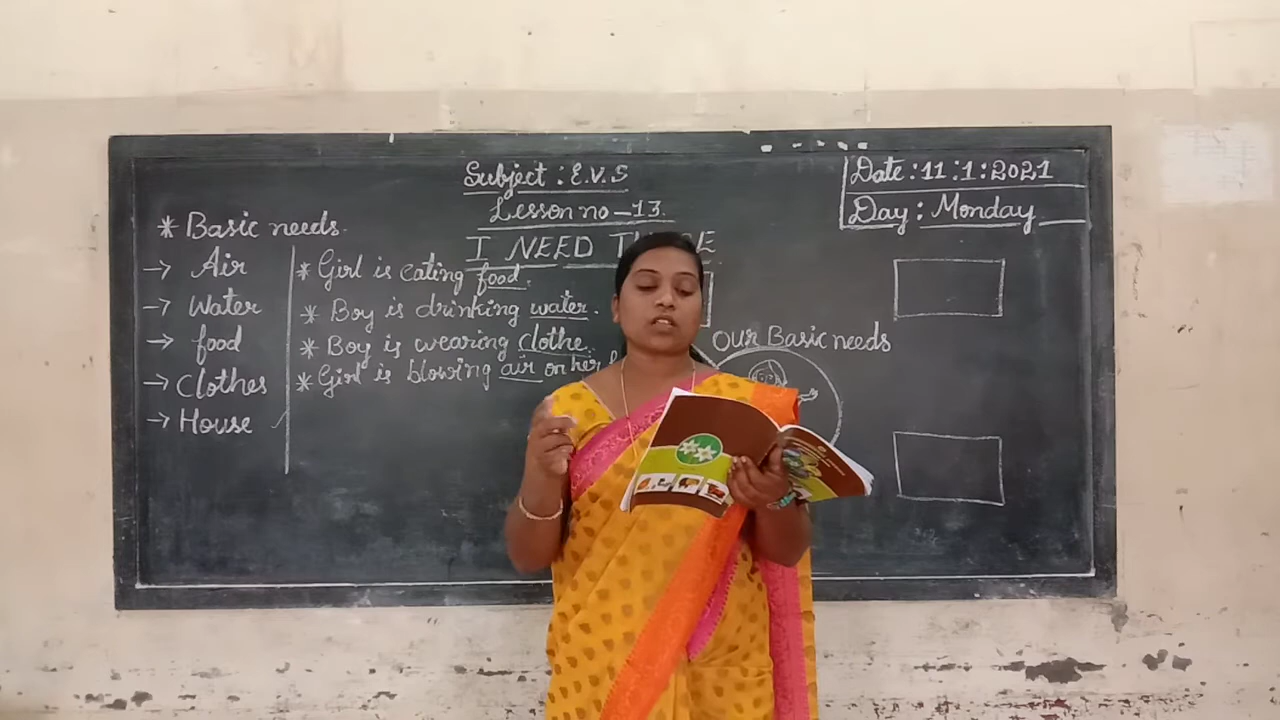 Subject : E.V.S
Lesson no – 13.
I NEED
Date : 11 : 1 : 2021
Day : Monday
* Basic needs.
→ Air
→ Water
→ food
→ Clothes
→ House
* Girl is eating food.
* Boy is drinking water.
* Boy is wearing clothe
* Girl is blowing air on her
Our Basic needs